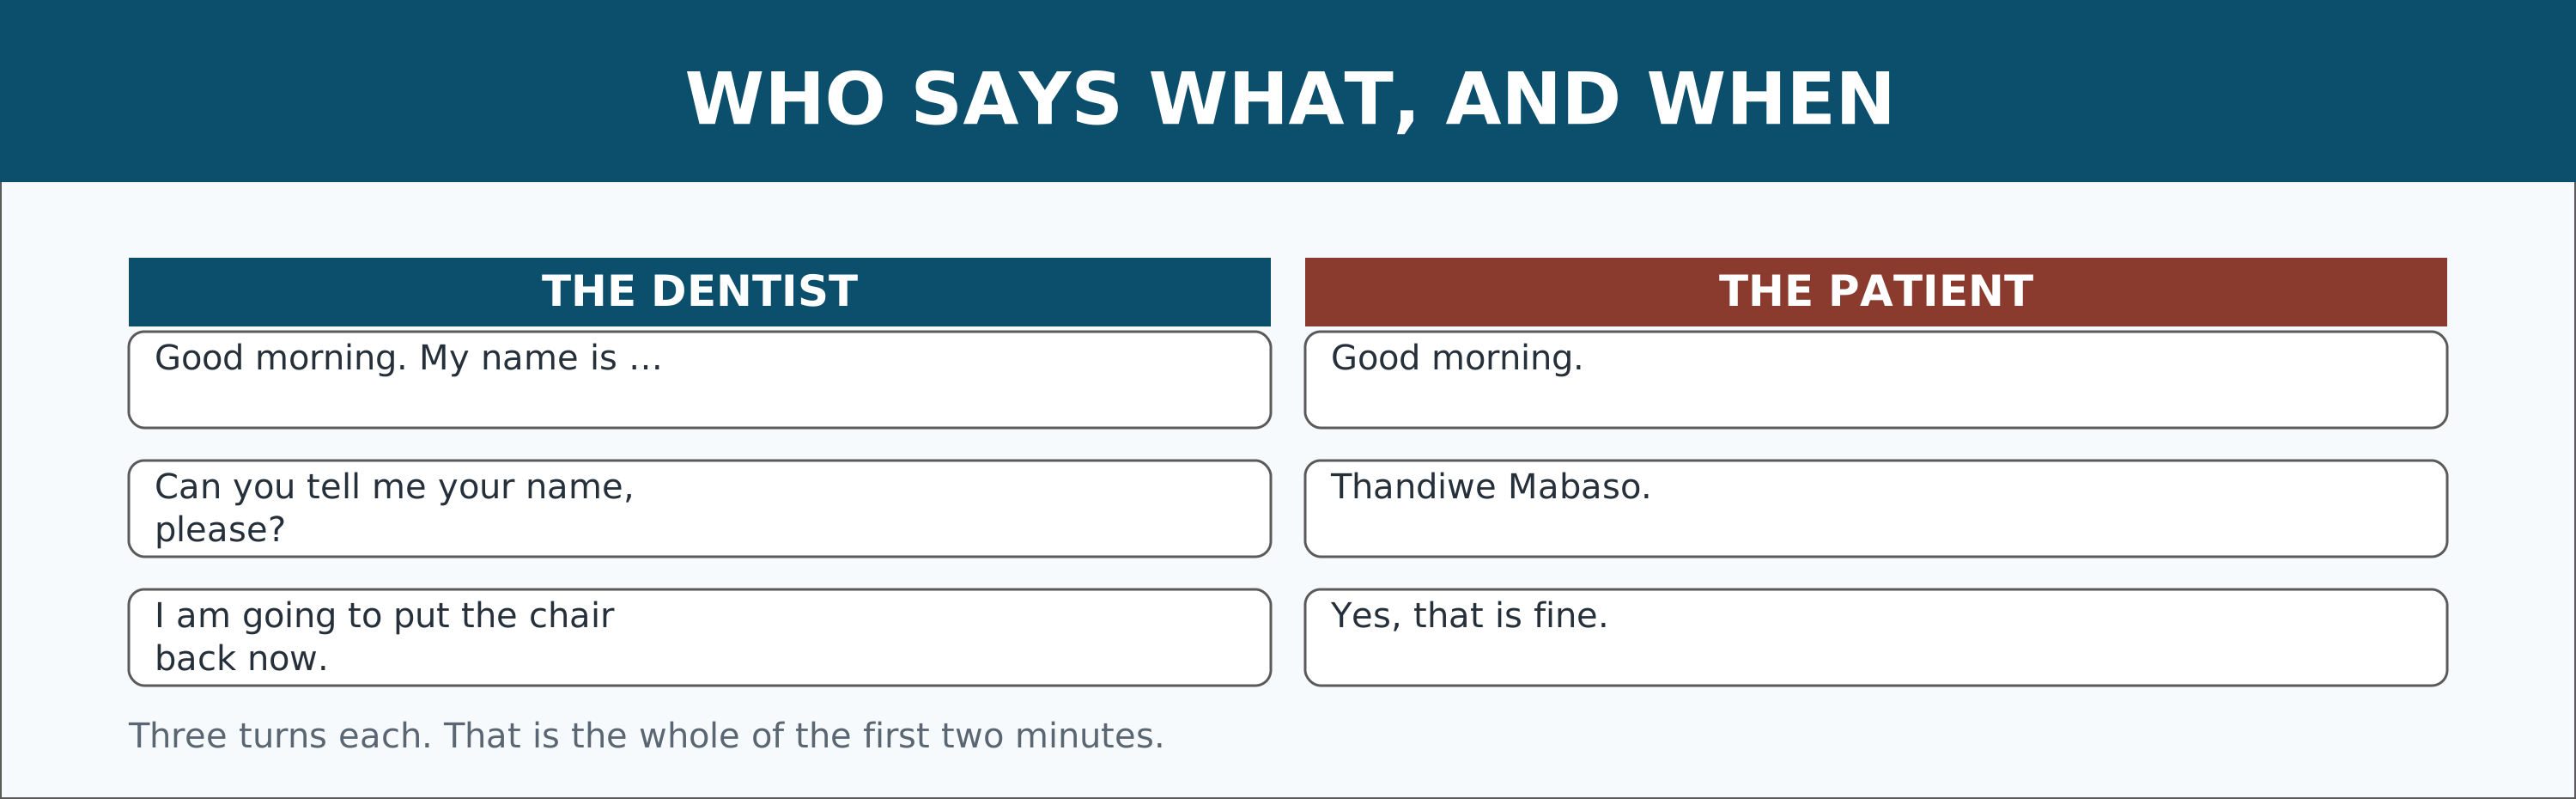 WHO SAYS WHAT, AND WHEN
THE DENTIST
Good morning. My name is ...
Can you tell me your name,
please?
I am going to put the chair
back now.
THE PATIENT
Good morning.
Thandiwe Mabaso.
Yes, that is fine.
Three turns each. That is the whole of the first two minutes.